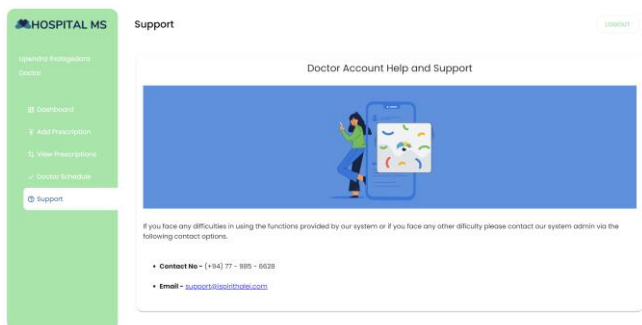 HOSPITAL MS
Support
LOGOUT
Doctor
Dashboard
Add Prescription
View Prescriptions
Doctor Schedule
Support
Doctor Account Help and Support
If you face any difficulties in using the functions provided by our system or if you face any other dificulty please contact our system admin via the
following contact options.
• Contact No - (+94) 77 - 985 - 6628
• Email - support@ispirithalei.com